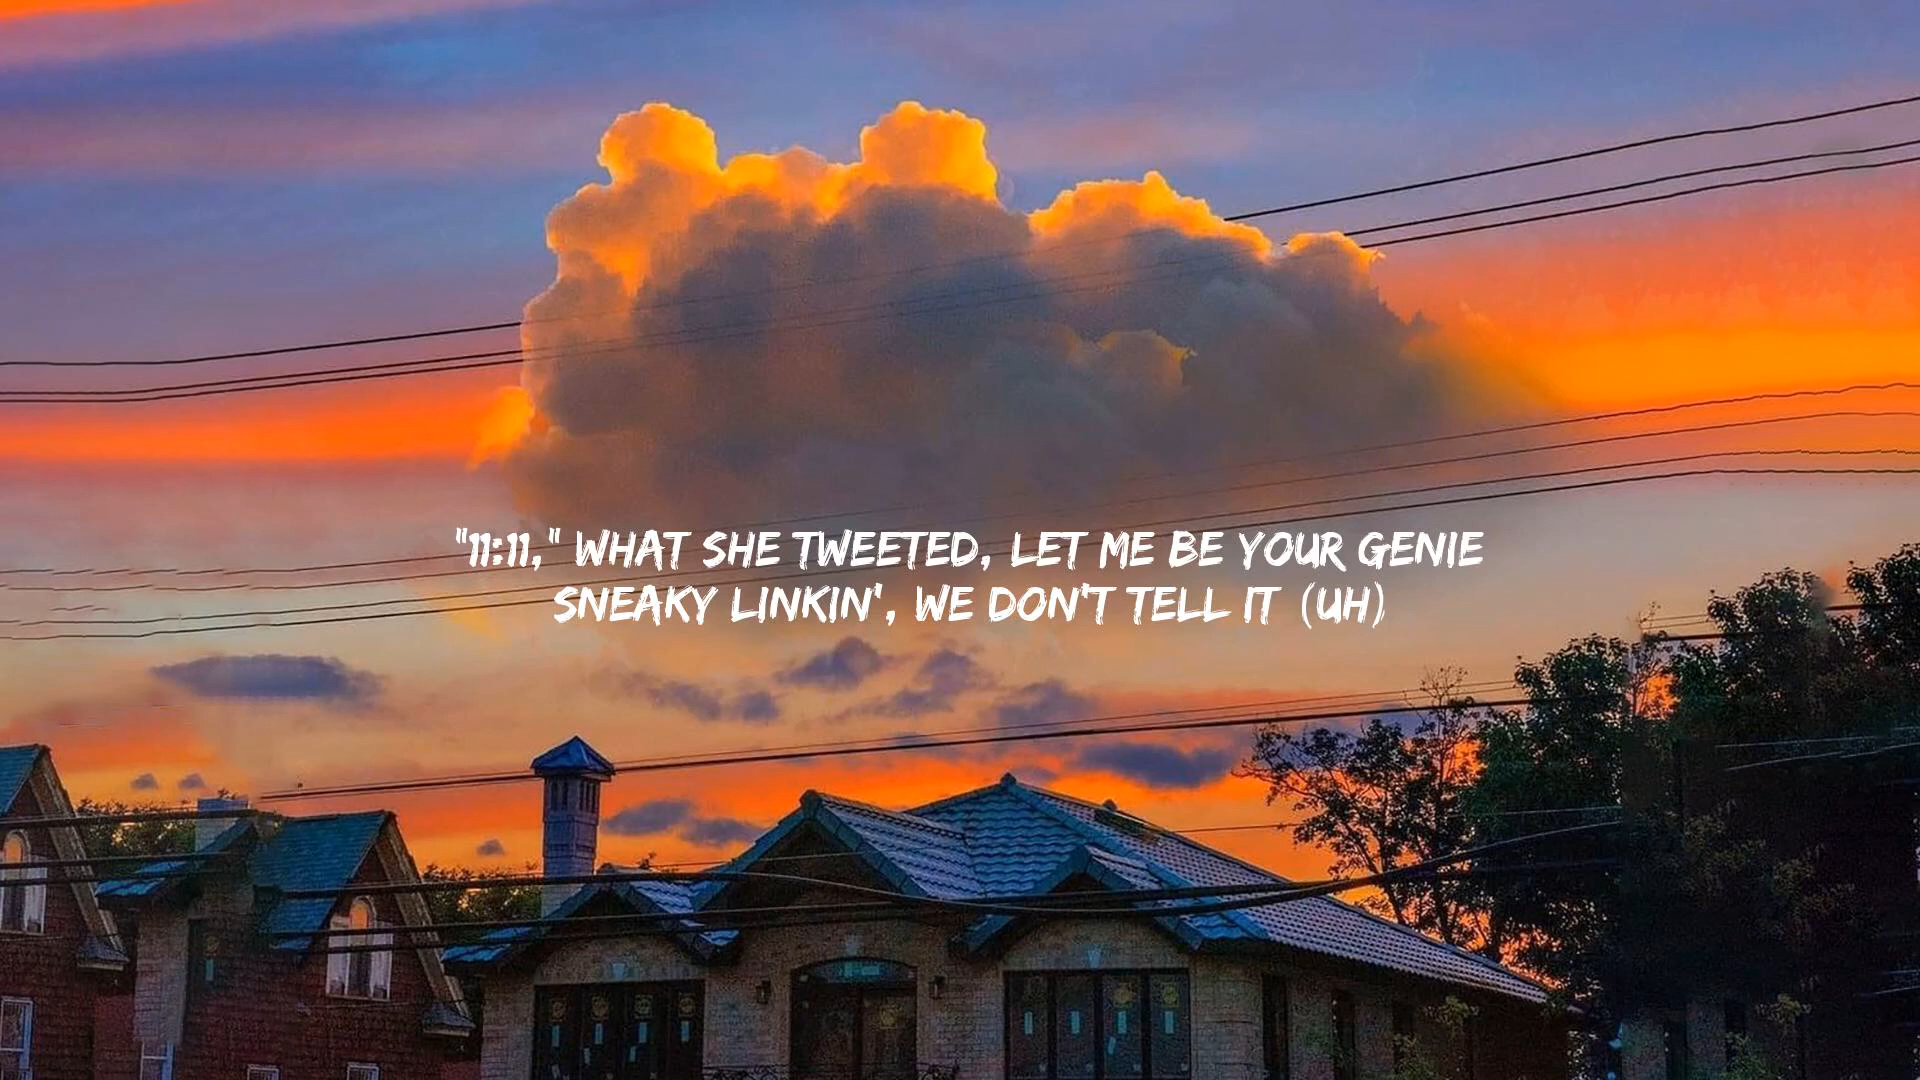 "11:11," WHAT SHE TWEETED, LET ME BE YOUR GENIE
SNEAKY LINKIN', WE DON'T TELL IT (UH)